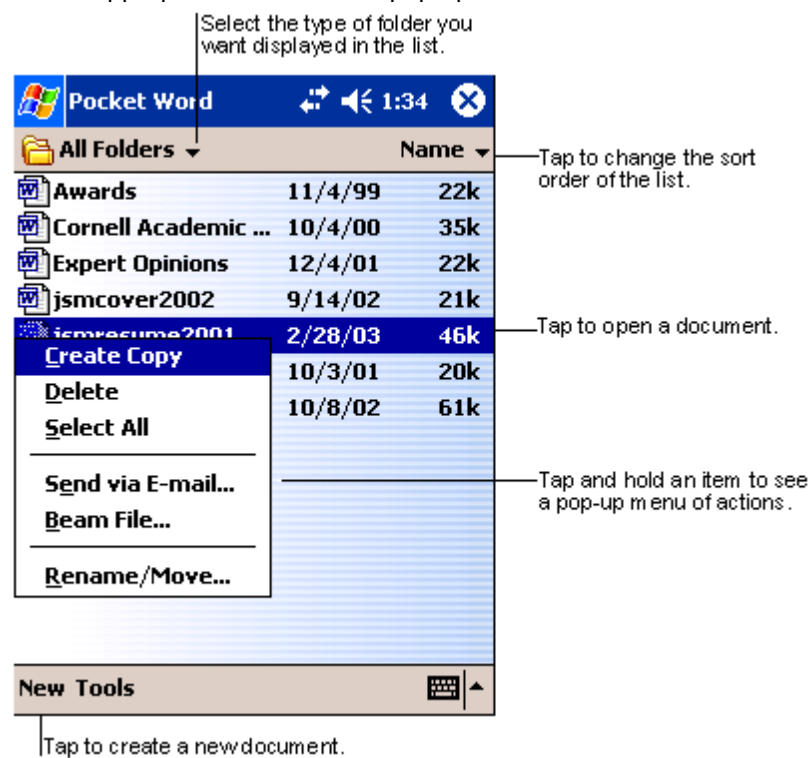 Select the type of folder you
want displayed in the list.
Pocket Word 1:34
All Folders Name
Tap to change the sort
order of the list.
Awards 11/4/99 22k
Cornell Academic ... 10/4/00 35k
Expert Opinions 12/4/01 22k
jsmcover2002 9/14/02 21k
jsmresume2001 2/28/03 46k
Tap to open a document.
Create Copy
10/3/01 20k
Delete
10/8/02 61k
Select All
Send via E-mail...
Tap and hold an item to see
a pop-up menu of actions.
Beam File...
Rename/Move...
New Tools
Tap to create a new document.